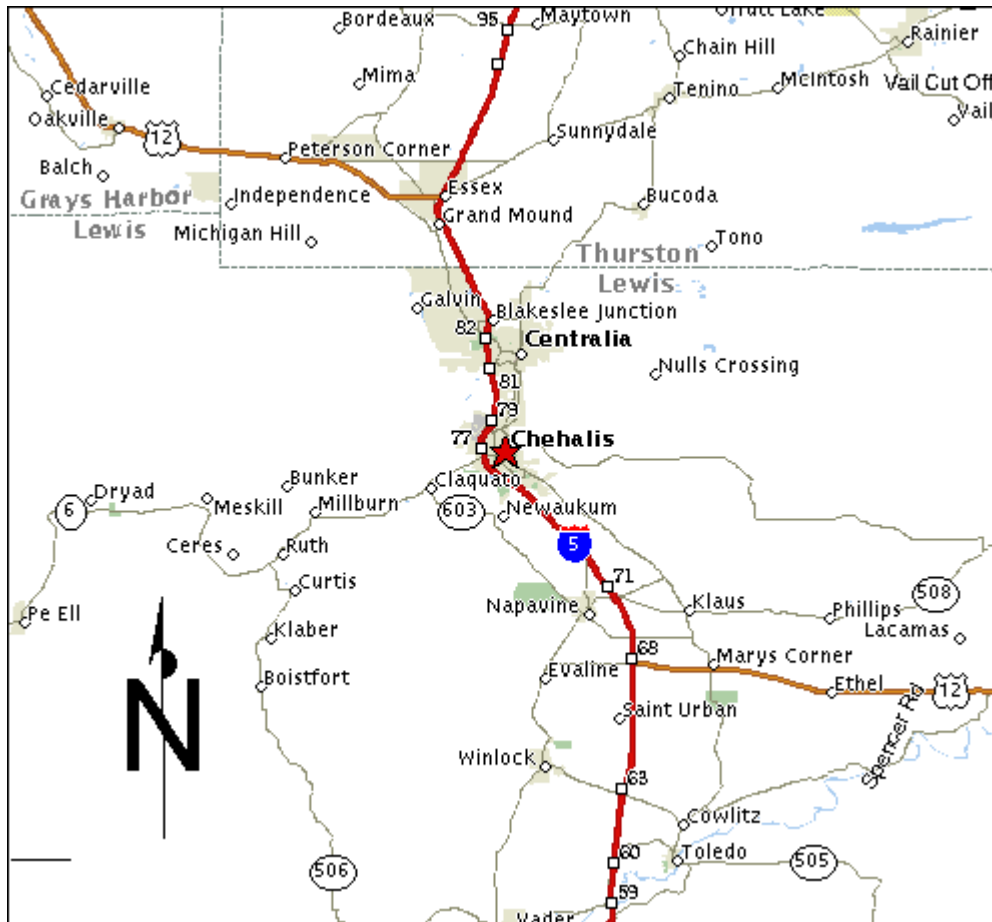 Bordeaux
95
Maytown
Orrutt Lake
Rainier
Chain Hill
Mima
Cedarville
Tenino
McIntosh
Vail Cut Off
Vail
Oakville
12
Sunnydale
Peterson Corner
Balch
Essex
Grays Harbor
Independence
Bucoda
Grand Mound
Lewis
Michigan Hill
Tono
Thurston
Lewis
Galvin
Blakeslee Junction
82
Centralia
Nulls Crossing
81
79
77
Chehalis
Bunker
Claquato
Dryad
Meskill
Millburn
603
Newaukum
6
Ceres
Ruth
5
Curtis
71
508
Pe Ell
Napavine
Klaus
Phillips
Klaber
Lacamas
68
Marys Corner
Boistfort
Evaline
Ethel
12
N
Saint Urban
Spencer Rd
Winlock
63
Cowlitz
60
Toledo
505
506
59
Vader